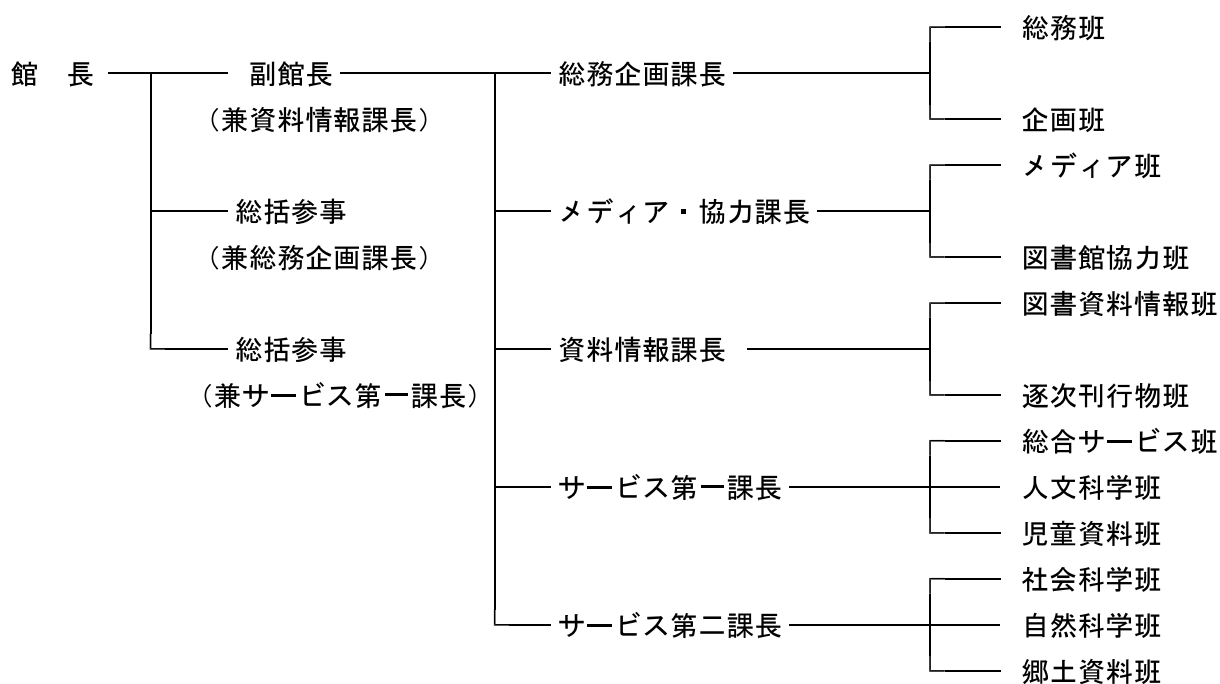 総務班
館　長
副館長
総務企画課長
（兼資料情報課長）
企画班
メディア班
総括参事
メディア・協力課長
（兼総務企画課長）
図書館協力班
図書資料情報班
総括参事
資料情報課長
（兼サービス第一課長）
逐次刊行物班
総合サービス班
サービス第一課長
人文科学班
児童資料班
社会科学班
サービス第二課長
自然科学班
郷土資料班